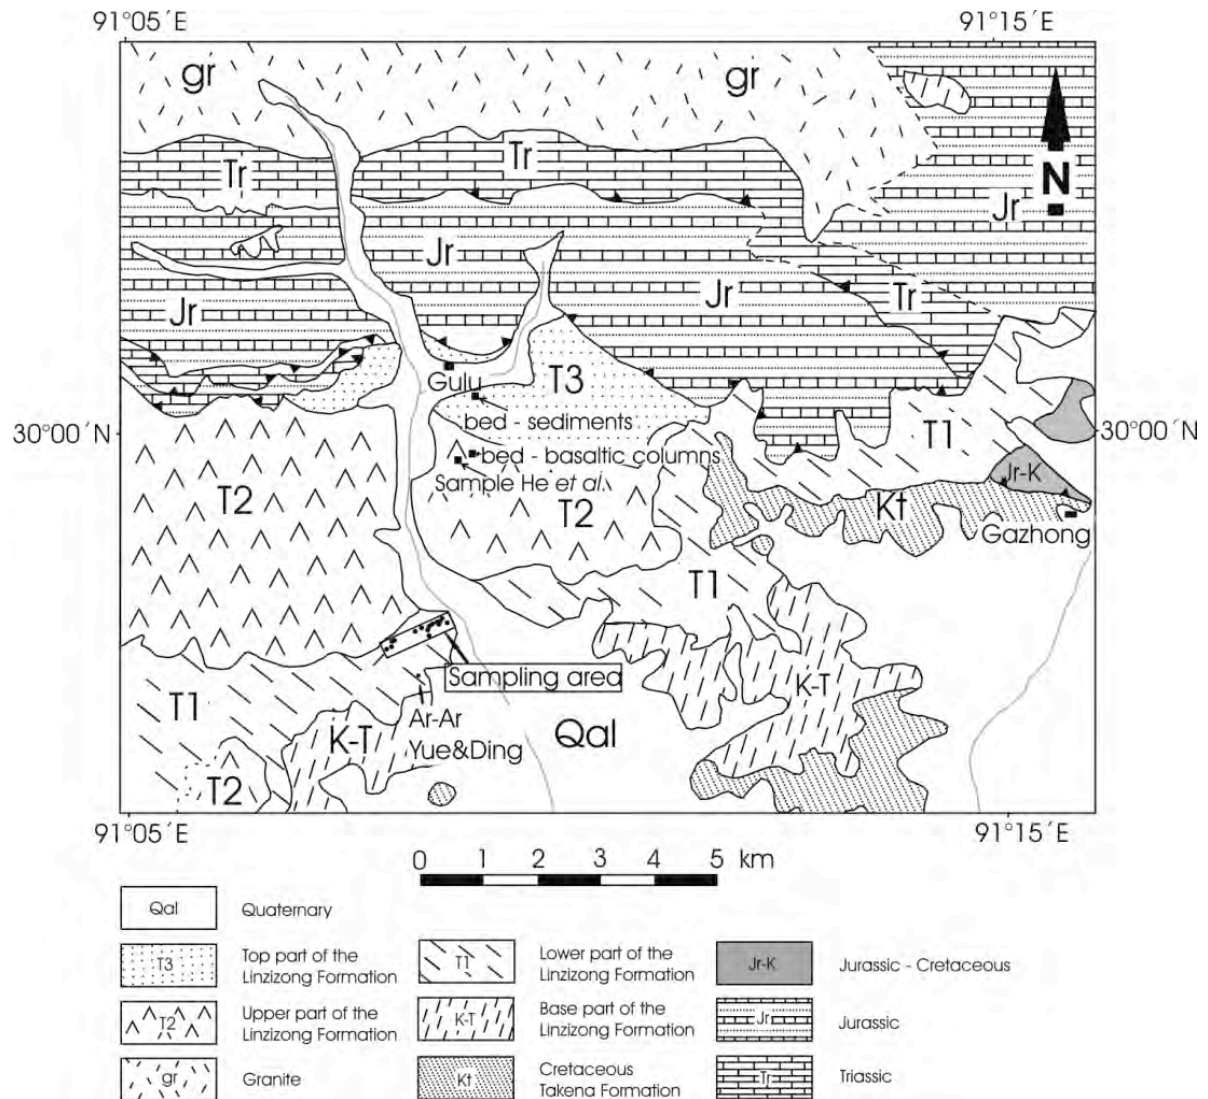 91°05´E
91°15´E
gr
gr
Tr
Tr
N
Jr
Jr
Jr
Jr
Tr
Gulu
T3
bed - sediments
30°00´N
T1
30°00´N
bed - basaltic columns
Jr-K
Sample He et al.
T2
T2
Kt
Gazhong
T1
Sampling area
K-T
T1
Ar-Ar
Yue&Ding
K-T
Qal
T2
91°05´E
91°15´E
0 1 2 3 4 5 km
Qal Quaternary
T3 Top part of the
Linzizong Formation
T1 Lower part of the
Linzizong Formation
Jr-K Jurassic - Cretaceous
T2 Upper part of the
Linzizong Formation
K-T Base part of the
Linzizong Formation
Jr Jurassic
gr Granite
Kt Cretaceous
Takena Formation
Tr Triassic